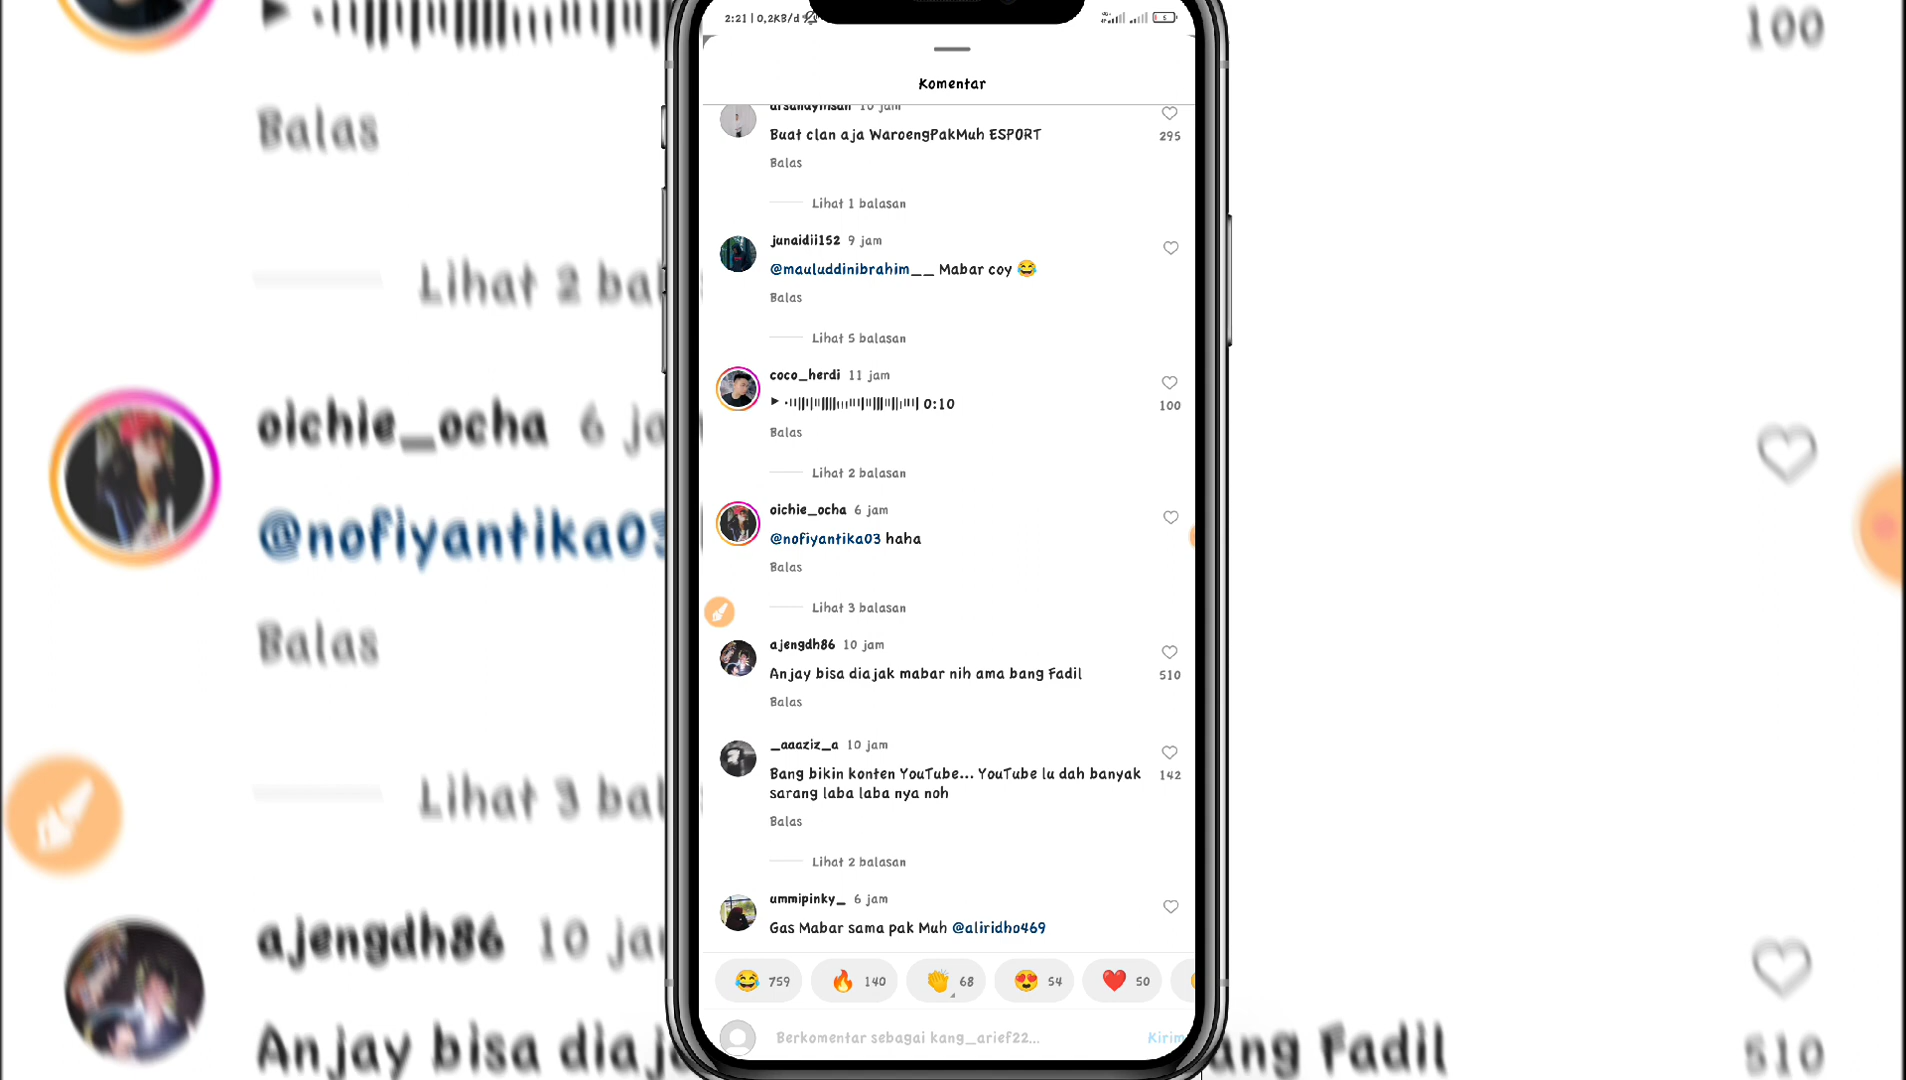 2:21 | 0,2KB/d
Komentar
10 jam
Buat clan aja WaroengPakMuh ESPORT
295
Balas
Lihat 1 balasan
junaidii152 9 jam
@mauluddinibrahim__ Mabar coy 😂
Balas
Lihat 5 balasan
coco_herdi 11 jam
0:10
100
Balas
Lihat 2 balasan
oichie_ocha 6 jam
@nofiyantika03 haha
Balas
Lihat 3 balasan
ajengdh86 10 jam
Anjay bisa diajak mabar nih ama bang Fadil
510
Balas
_aaaziz_a 10 jam
Bang bikin konten YouTube... YouTube lu dah banyak
sarang laba laba nya noh
142
Balas
Lihat 2 balasan
ummipinky_ 6 jam
Gas Mabar sama pak Muh @aliridho469
😂 759 🔥 140 👏 68 😍 54 ❤️ 50
Berkomentar sebagai kang_arief22...
Kirim
100
Balas
Lihat 2 bal
oichie_ocha 6 ja
@nofiyantika03
Balas
Lihat 3 bal
ajengdh86 10 ja
Anjay bisa diaj
ang Fadil
510